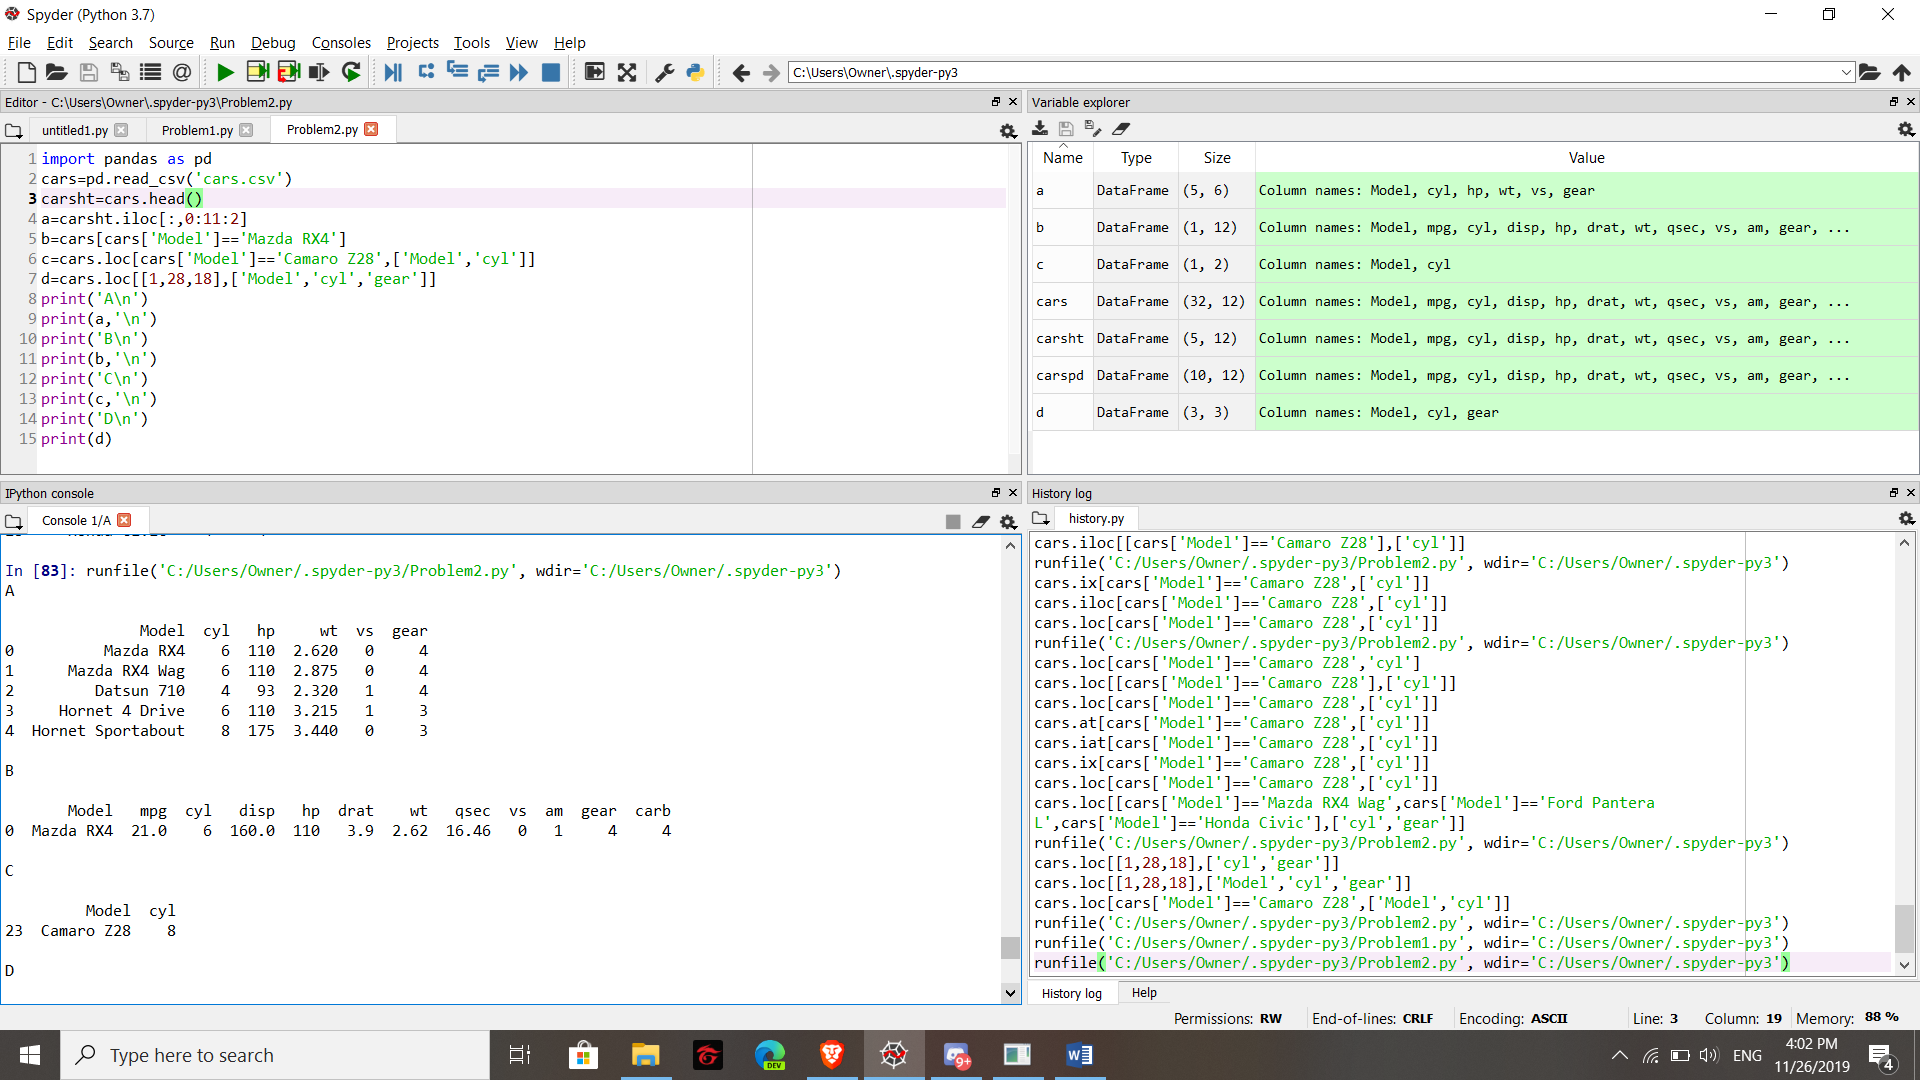 Spyder (Python 3.7)
File Edit Search Source Run Debug Consoles Projects Tools View Help
C:\Users\Owner\.spyder-py3
Editor - C:\Users\Owner\.spyder-py3\Problem2.py
untitled1.py Problem1.py Problem2.py
1 import pandas as pd
2 cars=pd.read_csv('cars.csv')
3 carsht=cars.head()
4 a=carsht.iloc[:,0:11:2]
5 b=cars[cars['Model']=='Mazda RX4']
6 c=cars.loc[cars['Model']=='Camaro Z28',['Model','cyl']]
7 d=cars.loc[[1,28,18],['Model','cyl','gear']]
8 print('A\n')
9 print(a,'\n')
10 print('B\n')
11 print(b,'\n')
12 print('C\n')
13 print(c,'\n')
14 print('D\n')
15 print(d)
Variable explorer
Name Type Size Value
a DataFrame (5, 6) Column names: Model, cyl, hp, wt, vs, gear
b DataFrame (1, 12) Column names: Model, mpg, cyl, disp, hp, drat, wt, qsec, vs, am, gear, ...
c DataFrame (1, 2) Column names: Model, cyl
cars DataFrame (32, 12) Column names: Model, mpg, cyl, disp, hp, drat, wt, qsec, vs, am, gear, ...
carsht DataFrame (5, 12) Column names: Model, mpg, cyl, disp, hp, drat, wt, qsec, vs, am, gear, ...
carspd DataFrame (10, 12) Column names: Model, mpg, cyl, disp, hp, drat, wt, qsec, vs, am, gear, ...
d DataFrame (3, 3) Column names: Model, cyl, gear
IPython console
Console 1/A
In [83]: runfile('C:/Users/Owner/.spyder-py3/Problem2.py', wdir='C:/Users/Owner/.spyder-py3')
A
Model cyl hp wt vs gear
0 Mazda RX4 6 110 2.620 0 4
1 Mazda RX4 Wag 6 110 2.875 0 4
2 Datsun 710 4 93 2.320 1 4
3 Hornet 4 Drive 6 110 3.215 1 3
4 Hornet Sportabout 8 175 3.440 0 3
B
Model mpg cyl disp hp drat wt qsec vs am gear carb
0 Mazda RX4 21.0 6 160.0 110 3.9 2.62 16.46 0 1 4 4
C
Model cyl
23 Camaro Z28 8
D
History log
history.py
cars.iloc[[cars['Model']=='Camaro Z28'],['cyl']]
runfile('C:/Users/Owner/.spyder-py3/Problem2.py', wdir='C:/Users/Owner/.spyder-py3')
cars.ix[cars['Model']=='Camaro Z28',['cyl']]
cars.iloc[cars['Model']=='Camaro Z28',['cyl']]
cars.loc[cars['Model']=='Camaro Z28',['cyl']]
runfile('C:/Users/Owner/.spyder-py3/Problem2.py', wdir='C:/Users/Owner/.spyder-py3')
cars.loc[cars['Model']=='Camaro Z28','cyl']
cars.loc[[cars['Model']=='Camaro Z28'],['cyl']]
cars.loc[cars['Model']=='Camaro Z28',['cyl']]
cars.at[cars['Model']=='Camaro Z28',['cyl']]
cars.iat[cars['Model']=='Camaro Z28',['cyl']]
cars.ix[cars['Model']=='Camaro Z28',['cyl']]
cars.loc[cars['Model']=='Camaro Z28',['cyl']]
cars.loc[[cars['Model']=='Mazda RX4 Wag',cars['Model']=='Ford Pantera
L',cars['Model']=='Honda Civic'],['cyl','gear']]
runfile('C:/Users/Owner/.spyder-py3/Problem2.py', wdir='C:/Users/Owner/.spyder-py3')
cars.loc[[1,28,18],['cyl','gear']]
cars.loc[[1,28,18],['Model','cyl','gear']]
cars.loc[cars['Model']=='Camaro Z28',['Model','cyl']]
runfile('C:/Users/Owner/.spyder-py3/Problem2.py', wdir='C:/Users/Owner/.spyder-py3')
runfile('C:/Users/Owner/.spyder-py3/Problem1.py', wdir='C:/Users/Owner/.spyder-py3')
runfile('C:/Users/Owner/.spyder-py3/Problem2.py', wdir='C:/Users/Owner/.spyder-py3')
History log Help
Permissions: RW End-of-lines: CRLF Encoding: ASCII Line: 3 Column: 19 Memory: 88 %
Type here to search
DEV
9+
ENG
4:02 PM
11/26/2019
4